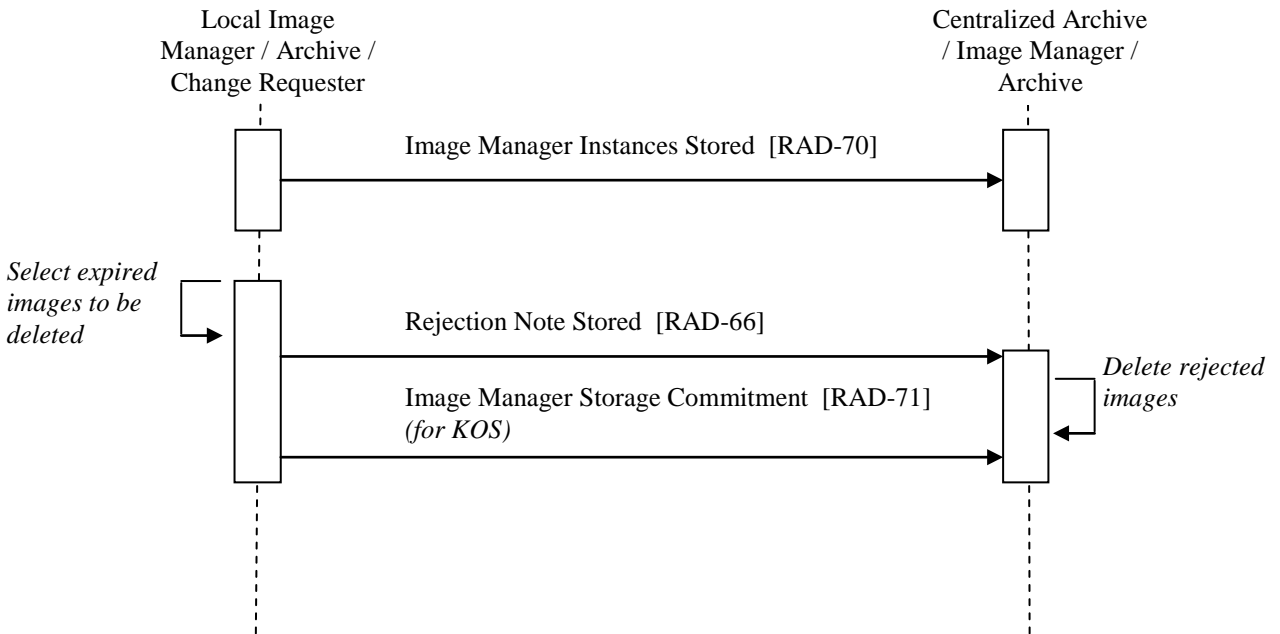 Local Image
Manager / Archive /
Change Requester
Centralized Archive
/ Image Manager /
Archive
Image Manager Instances Stored [RAD-70]
Select expired
images to be
deleted
Rejection Note Stored [RAD-66]
Delete rejected
images
Image Manager Storage Commitment [RAD-71]
(for KOS)